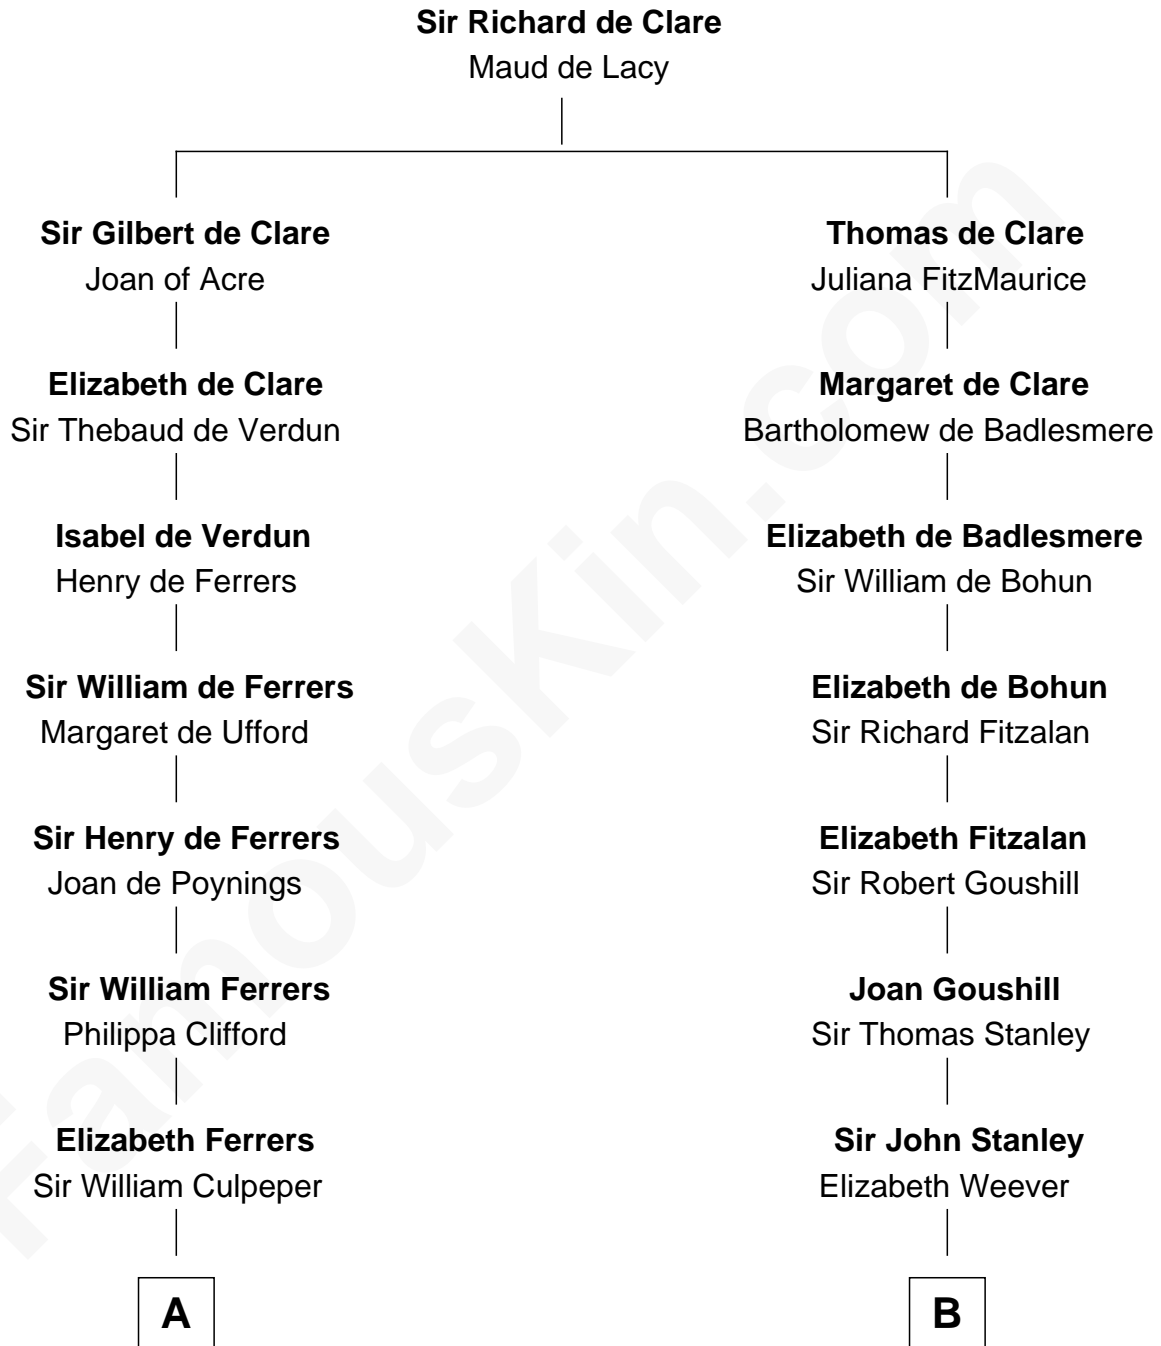 Sir Richard de Clare
Maud de Lacy
Sir Gilbert de Clare
Joan of Acre
Thomas de Clare
Juliana FitzMaurice
Elizabeth de Clare
Sir Thebaud de Verdun
Margaret de Clare
Bartholomew de Badlesmere
Isabel de Verdun
Henry de Ferrers
Elizabeth de Badlesmere
Sir William de Bohun
Sir William de Ferrers
Margaret de Ufford
Elizabeth de Bohun
Sir Richard Fitzalan
Sir Henry de Ferrers
Joan de Poynings
Elizabeth Fitzalan
Sir Robert Goushill
Sir William Ferrers
Philippa Clifford
Joan Goushill
Sir Thomas Stanley
Elizabeth Ferrers
Sir William Culpeper
Sir John Stanley
Elizabeth Weever
A
B
FamousKin.com